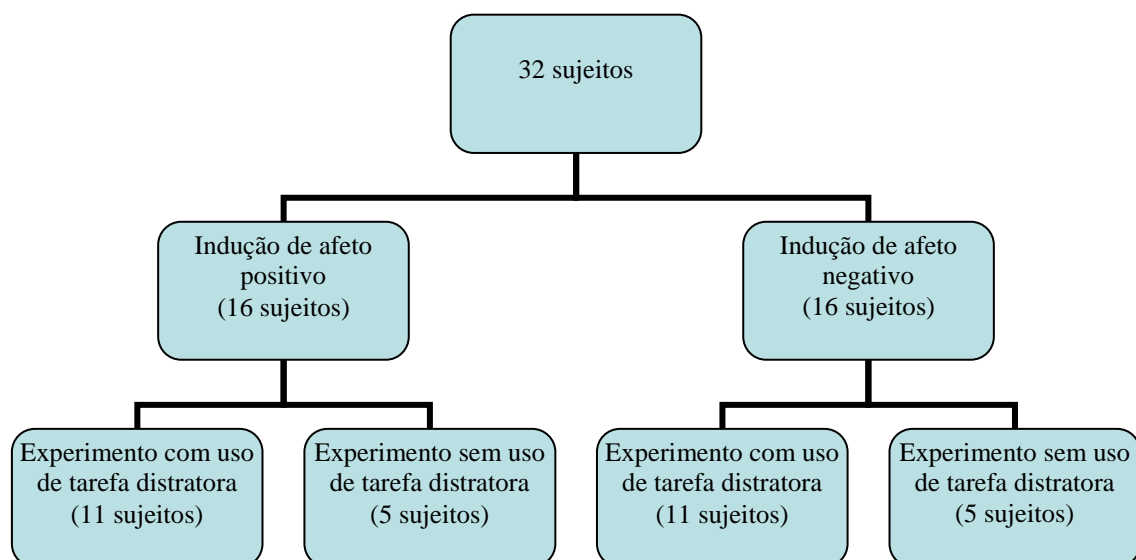 32 sujeitos
Indução de afeto
positivo
(16 sujeitos)
Indução de afeto
negativo
(16 sujeitos)
Experimento com uso
de tarefa distratora
(11 sujeitos)
Experimento sem uso
de tarefa distratora
(5 sujeitos)
Experimento com uso
de tarefa distratora
(11 sujeitos)
Experimento sem uso
de tarefa distratora
(5 sujeitos)